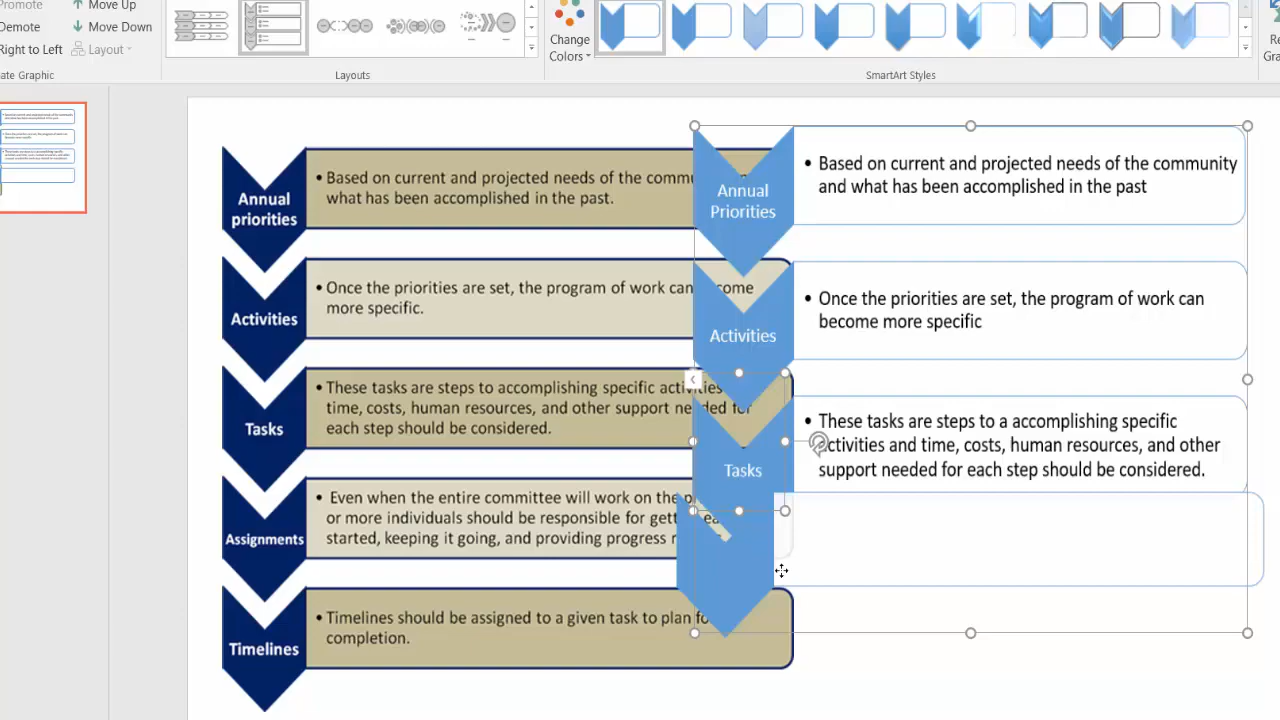 Promote
Move Up
Demote
Move Down
Right to Left
Layout
ate Graphic
Layouts
Change
Colors
SmartArt Styles
Re
Gra
Annual
priorities
• Based on current and projected needs of the commu
what has been accomplished in the past.
Activities
• Once the priorities are set, the program of work can become
more specific.
Tasks
• These tasks are steps to accomplishing specific activities
time, costs, human resources, and other support needed for
each step should be considered.
Assignments
• Even when the entire committee will work on the p
or more individuals should be responsible for gett
started, keeping it going, and providing progress r
Timelines
• Timelines should be assigned to a given task to plan fo
completion.
Annual
Priorities
• Based on current and projected needs of the community
and what has been accomplished in the past
Activities
• Once the priorities are set, the program of work can
become more specific
Tasks
• These tasks are steps to a accomplishing specific
activities and time, costs, human resources, and other
support needed for each step should be considered.